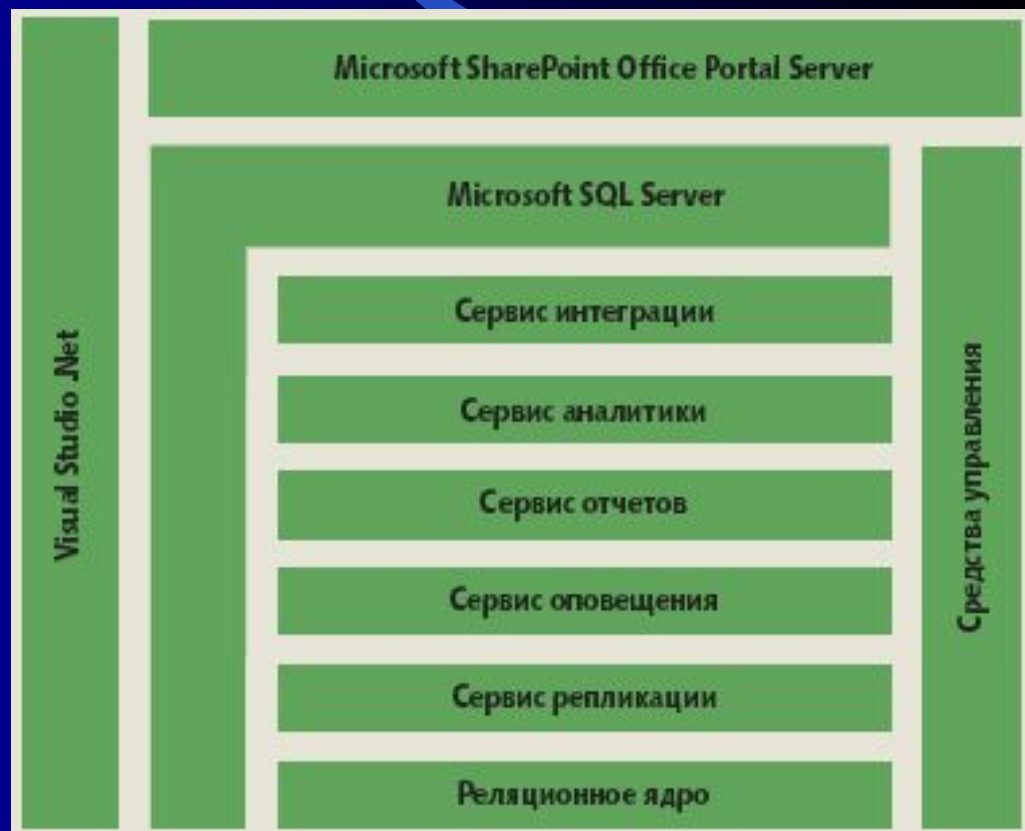 Microsoft SharePoint Office Portal Server
Visual Studio .Net
Microsoft SQL Server
Сервис интеграции
Сервис аналитики
Сервис отчетов
Сервис оповещения
Сервис репликации
Реляционное ядро
Средства управления